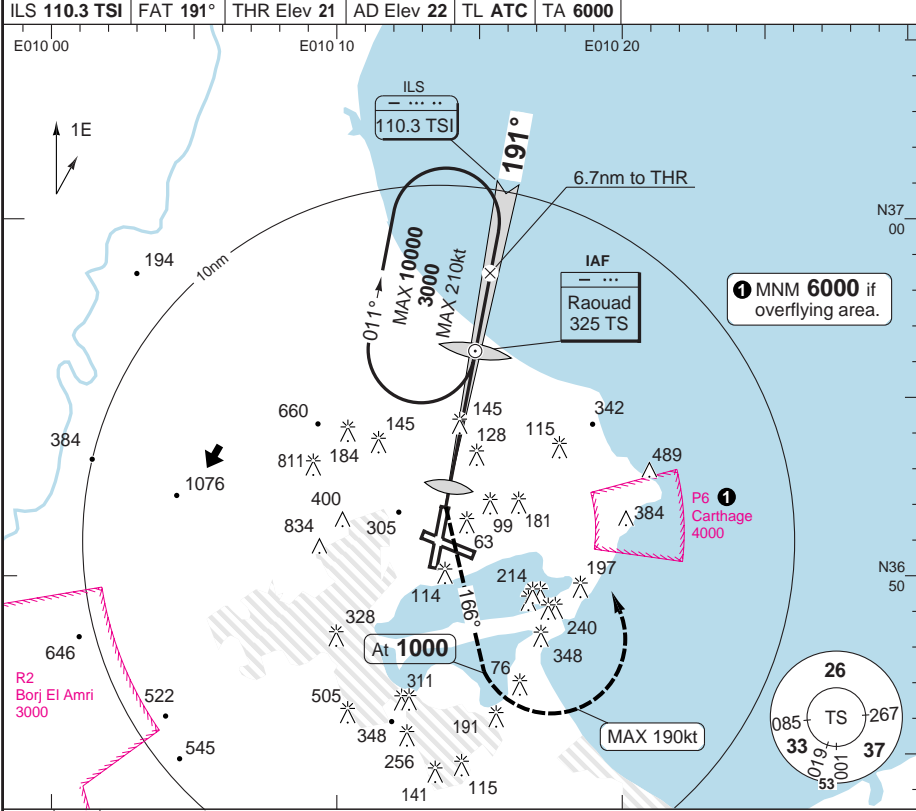 ILS 110.3 TSI FAT 191° THR Elev 21 AD Elev 22 TL ATC TA 6000
E010 00
E010 10
E010 20
ILS
110.3 TSI
191°
1E
6.7nm to THR
N37
00
10nm
194
011°
MAX 10000
3000
MAX 210kt
IAF
Raouad
325 TS
1 MNM 6000 if
overflying area.
660
184
145
145
128
115
342
384
811
1076
489
400
834
305
63
99
181
384
P6 1
Carthage
4000
114
166°
214
197
N36
50
240
348
328
At 1000
76
646
R2
Borj El Amri
3000
522
545
505
311
348
256
191
141
115
MAX 190kt
26
085
TS
267
33
019
001
37
53